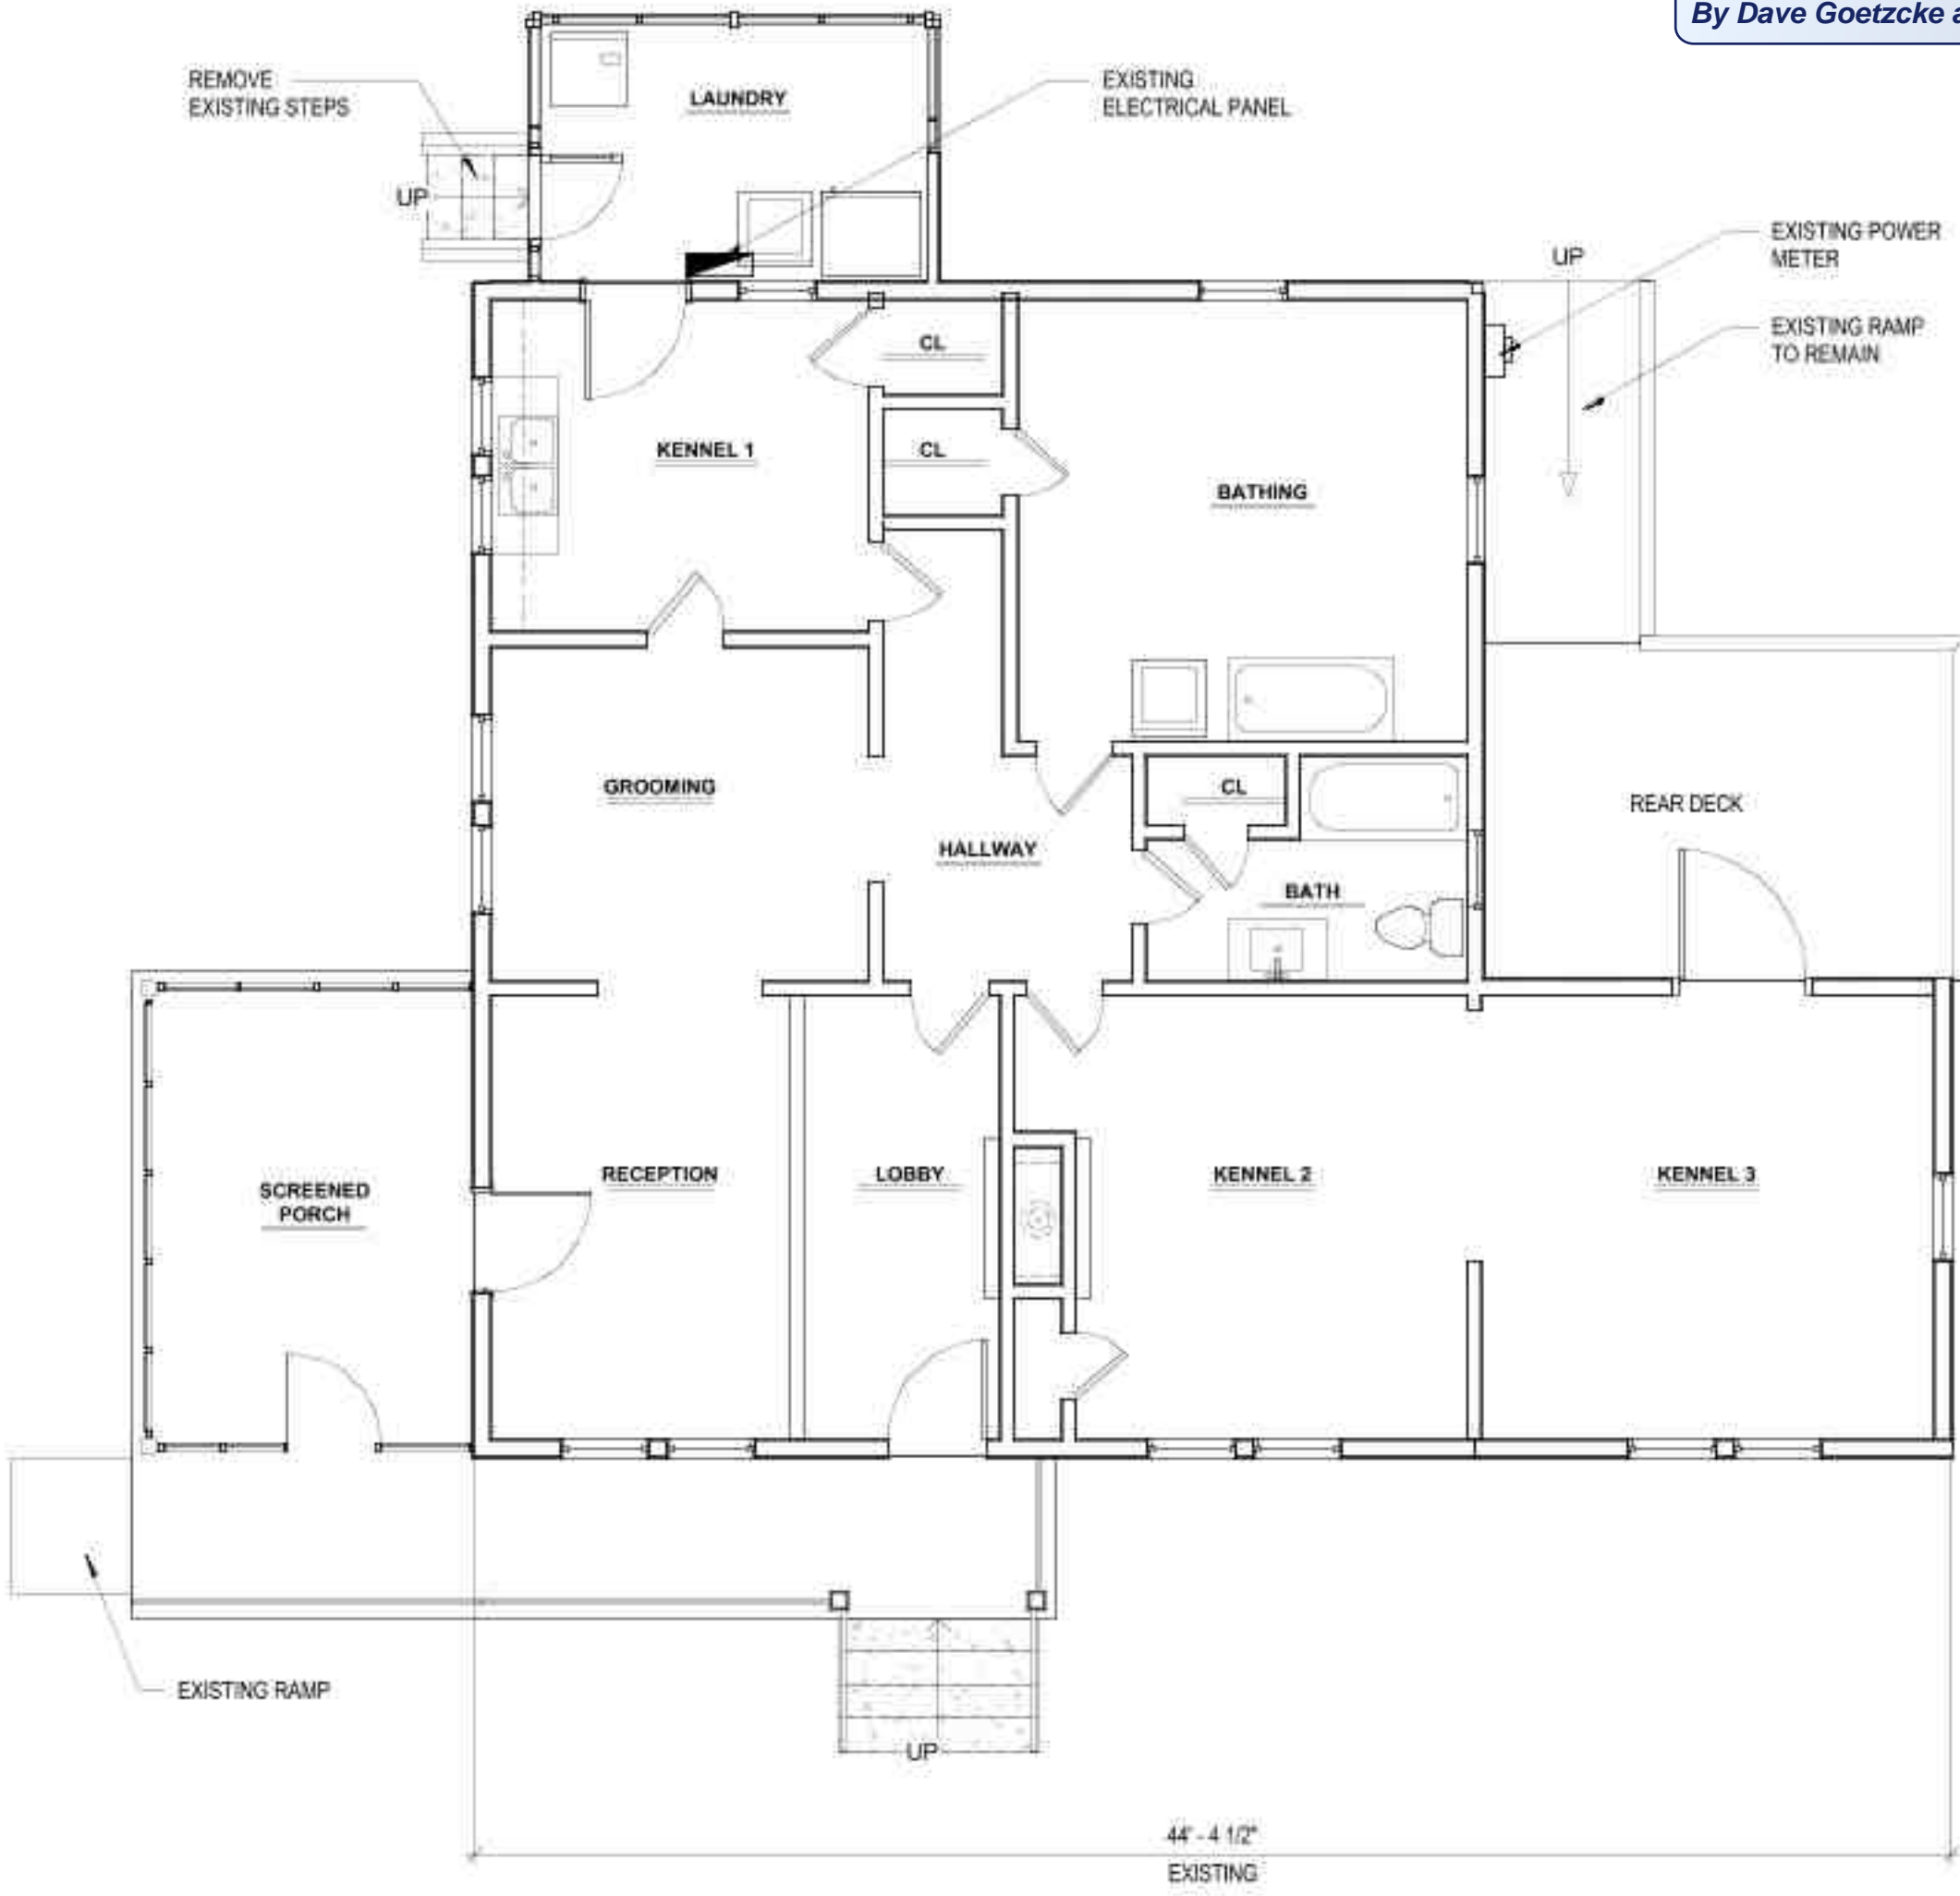 By Dave Goetzcke a
REMOVE
EXISTING STEPS
LAUNDRY
EXISTING
ELECTRICAL PANEL
UP
UP
EXISTING POWER
METER
EXISTING RAMP
TO REMAIN
CL
KENNEL 1
CL
BATHING
GROOMING
CL
HALLWAY
REAR DECK
BATH
SCREENED
PORCH
RECEPTION
LOBBY
KENNEL 2
KENNEL 3
EXISTING RAMP
UP
44' - 4 1/2"
EXISTING